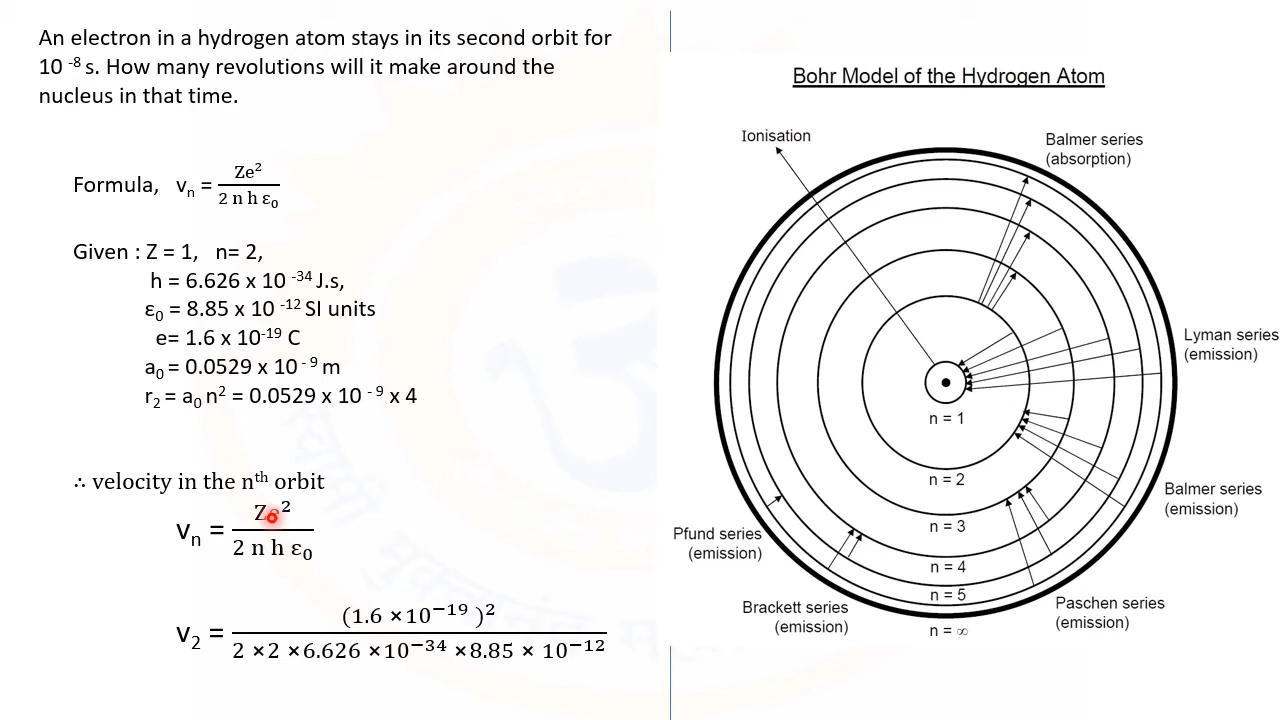 An electron in a hydrogen atom stays in its second orbit for
10 ⁻⁸ s. How many revolutions will it make around the
nucleus in that time.
Formula, vₙ = Ze² / 2 n h ε₀
Given : Z = 1, n= 2,
h = 6.626 x 10 ⁻³⁴ J.s,
ε₀ = 8.85 x 10 ⁻¹² SI units
e= 1.6 x 10⁻¹⁹ C
a₀ = 0.0529 x 10 ⁻ ⁹ m
r₂ = a₀ n² = 0.0529 x 10 ⁻ ⁹ x 4
∴ velocity in the nᵗʰ orbit
vₙ = Ze² / 2 n h ε₀
v₂ = (1.6 ×10⁻¹⁹ )² / 2 ×2 ×6.626 ×10⁻³⁴ ×8.85 × 10⁻¹²
Bohr Model of the Hydrogen Atom
Ionisation
Balmer series
(absorption)
Lyman series
(emission)
n = 1
n = 2
Balmer series
(emission)
n = 3
Pfund series
(emission)
n = 4
n = 5
Brackett series
(emission)
Paschen series
(emission)
n = ∞